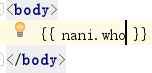 <body>
{{ nani.who }}
</body>